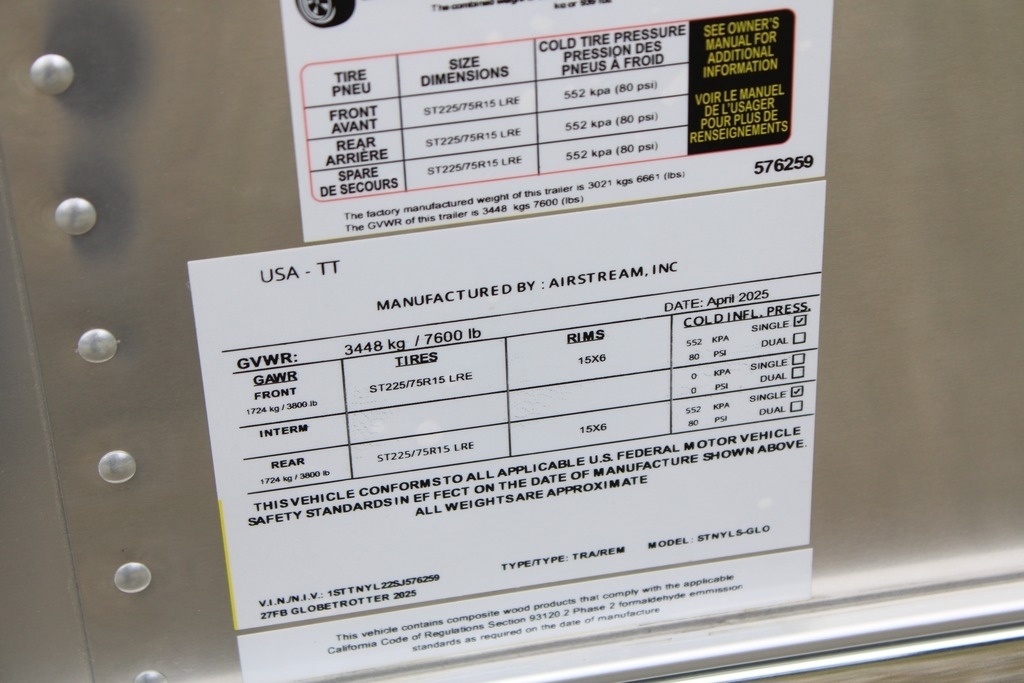 The combined weight
kg or 939 lbs.
TIRE PNEU SIZE DIMENSIONS COLD TIRE PRESSURE PRESSION DES PNEUS À FROID
FRONT AVANT ST225/75R15 LRE 552 kpa (80 psi)
REAR ARRIÈRE ST225/75R15 LRE 552 kpa (80 psi)
SPARE DE SECOURS ST225/75R15 LRE 552 kpa (80 psi)
SEE OWNER'S
MANUAL FOR
ADDITIONAL
INFORMATION
VOIR LE MANUEL
DE L'USAGER
POUR PLUS DE
RENSEIGNEMENTS
576259
The factory manufactured weight of this trailer is 3021 kgs 6661 (lbs)
The GVWR of this trailer is 3448 kgs 7600 (lbs)
USA - TT
MANUFACTURED BY : AIRSTREAM, INC
DATE: April 2025
GVWR: 3448 kg / 7600 lb
GAWR TIRES RIMS COLD INFL. PRESS.
FRONT ST225/75R15 LRE 15X6 552 KPA SINGLE ☑
1724 kg / 3800 lb 80 PSI DUAL ☐
INTERM 0 KPA SINGLE ☐
0 PSI DUAL ☐
REAR ST225/75R15 LRE 15X6 552 KPA SINGLE ☑
1724 kg / 3800 lb 80 PSI DUAL ☐
THIS VEHICLE CONFORMS TO ALL APPLICABLE U.S. FEDERAL MOTOR VEHICLE
SAFETY STANDARDS IN EFFECT ON THE DATE OF MANUFACTURE SHOWN ABOVE.
ALL WEIGHTS ARE APPROXIMATE
V.I.N./N.I.V.: 1STTNYL22SJ576259 TYPE/TYPE: TRA/REM MODEL: STNYLS-GLO
27FB GLOBETROTTER 2025
This vehicle contains composite wood products that comply with the applicable
California Code of Regulations Section 93120.2 Phase 2 formaldehyde emmission
standards as required on the date of manufacture